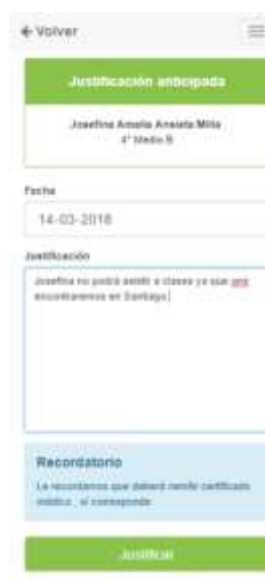 ← Volver
Justificación anticipada
Josefina Amelia Ansieta Milla
4° Medio B
Fecha
14-03-2018
Justificación
Josefina no podrá asistir a clases ya que nos
encontraremos en Santiago
Recordatorio
Le recordamos que deberá remitir certificado
médico , si corresponde
Justificar